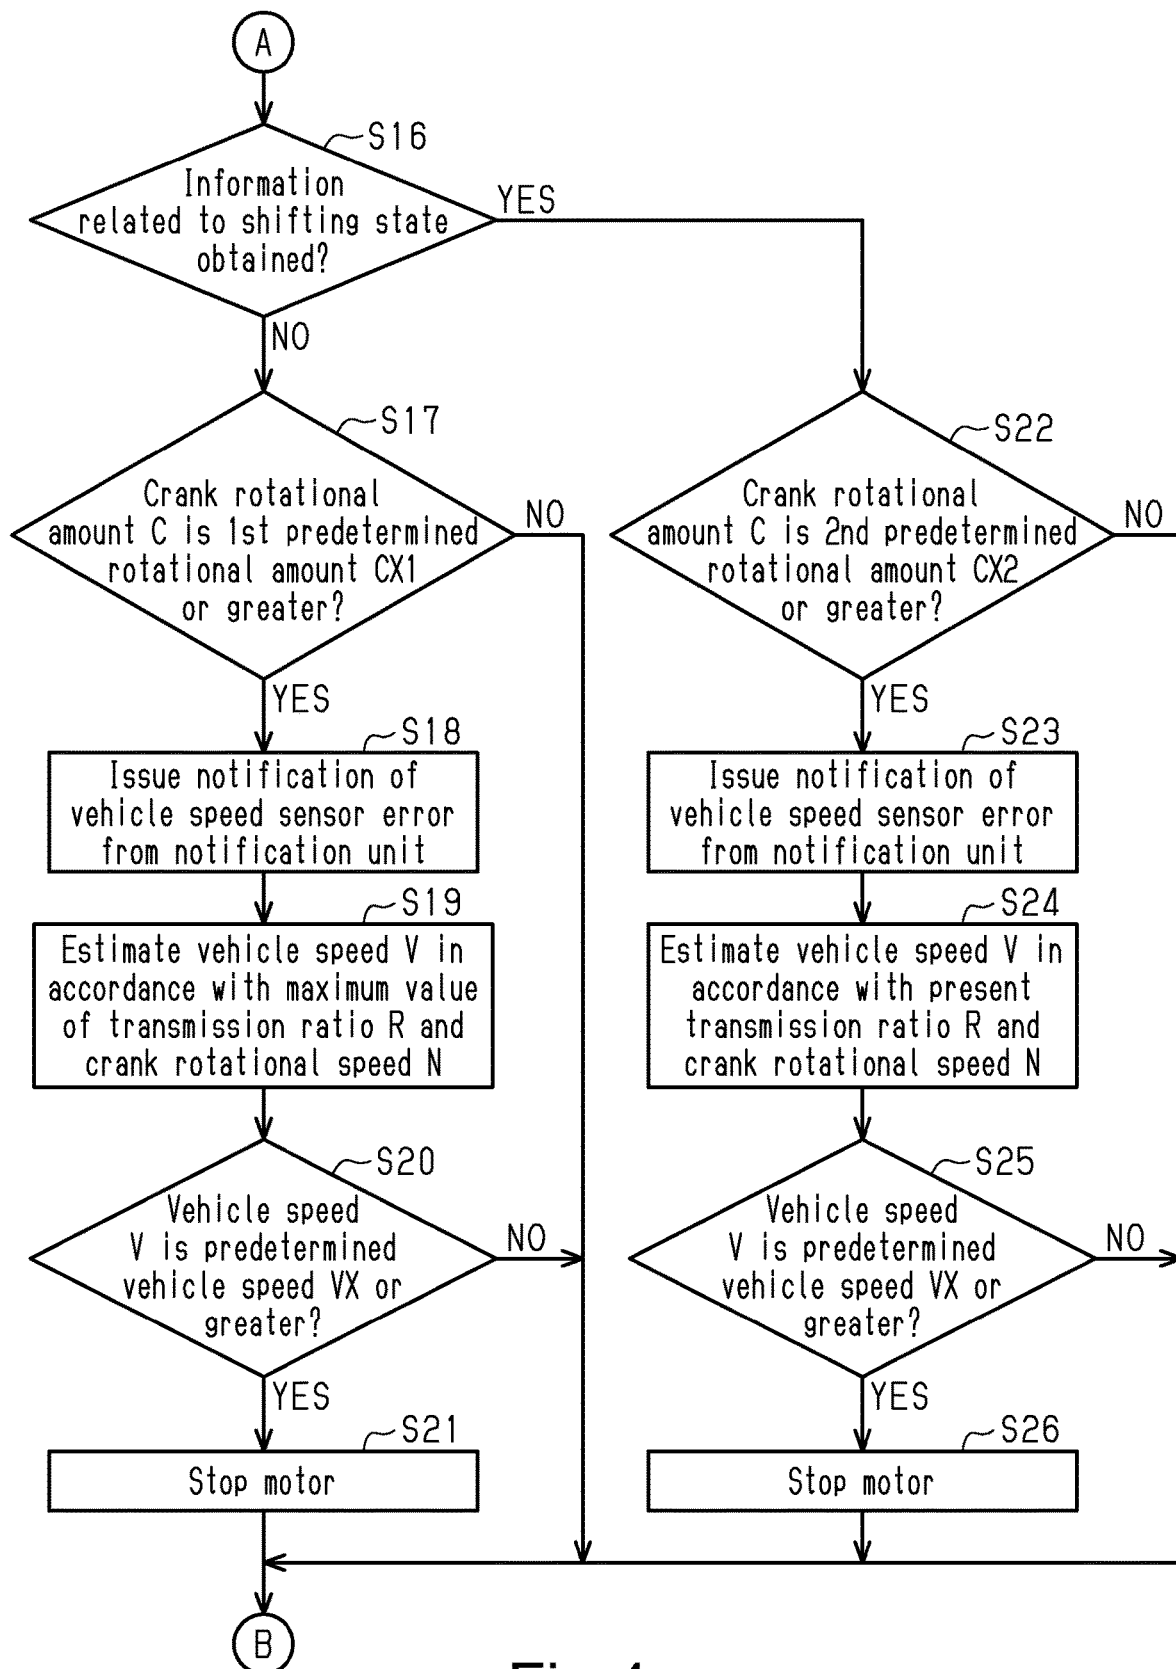 A
S16
Information
related to shifting state
obtained?
YES
NO
S17
Crank rotational
amount C is 1st predetermined
rotational amount CX1
or greater?
NO
YES
S18
Issue notification of
vehicle speed sensor error
from notification unit
S19
Estimate vehicle speed V in
accordance with maximum value
of transmission ratio R and
crank rotational speed N
S20
Vehicle speed
V is predetermined
vehicle speed VX or
greater?
NO
YES
S21
Stop motor
S22
Crank rotational
amount C is 2nd predetermined
rotational amount CX2
or greater?
NO
YES
S23
Issue notification of
vehicle speed sensor error
from notification unit
S24
Estimate vehicle speed V in
accordance with present
transmission ratio R and
crank rotational speed N
S25
Vehicle speed
V is predetermined
vehicle speed VX or
greater?
NO
YES
S26
Stop motor
B